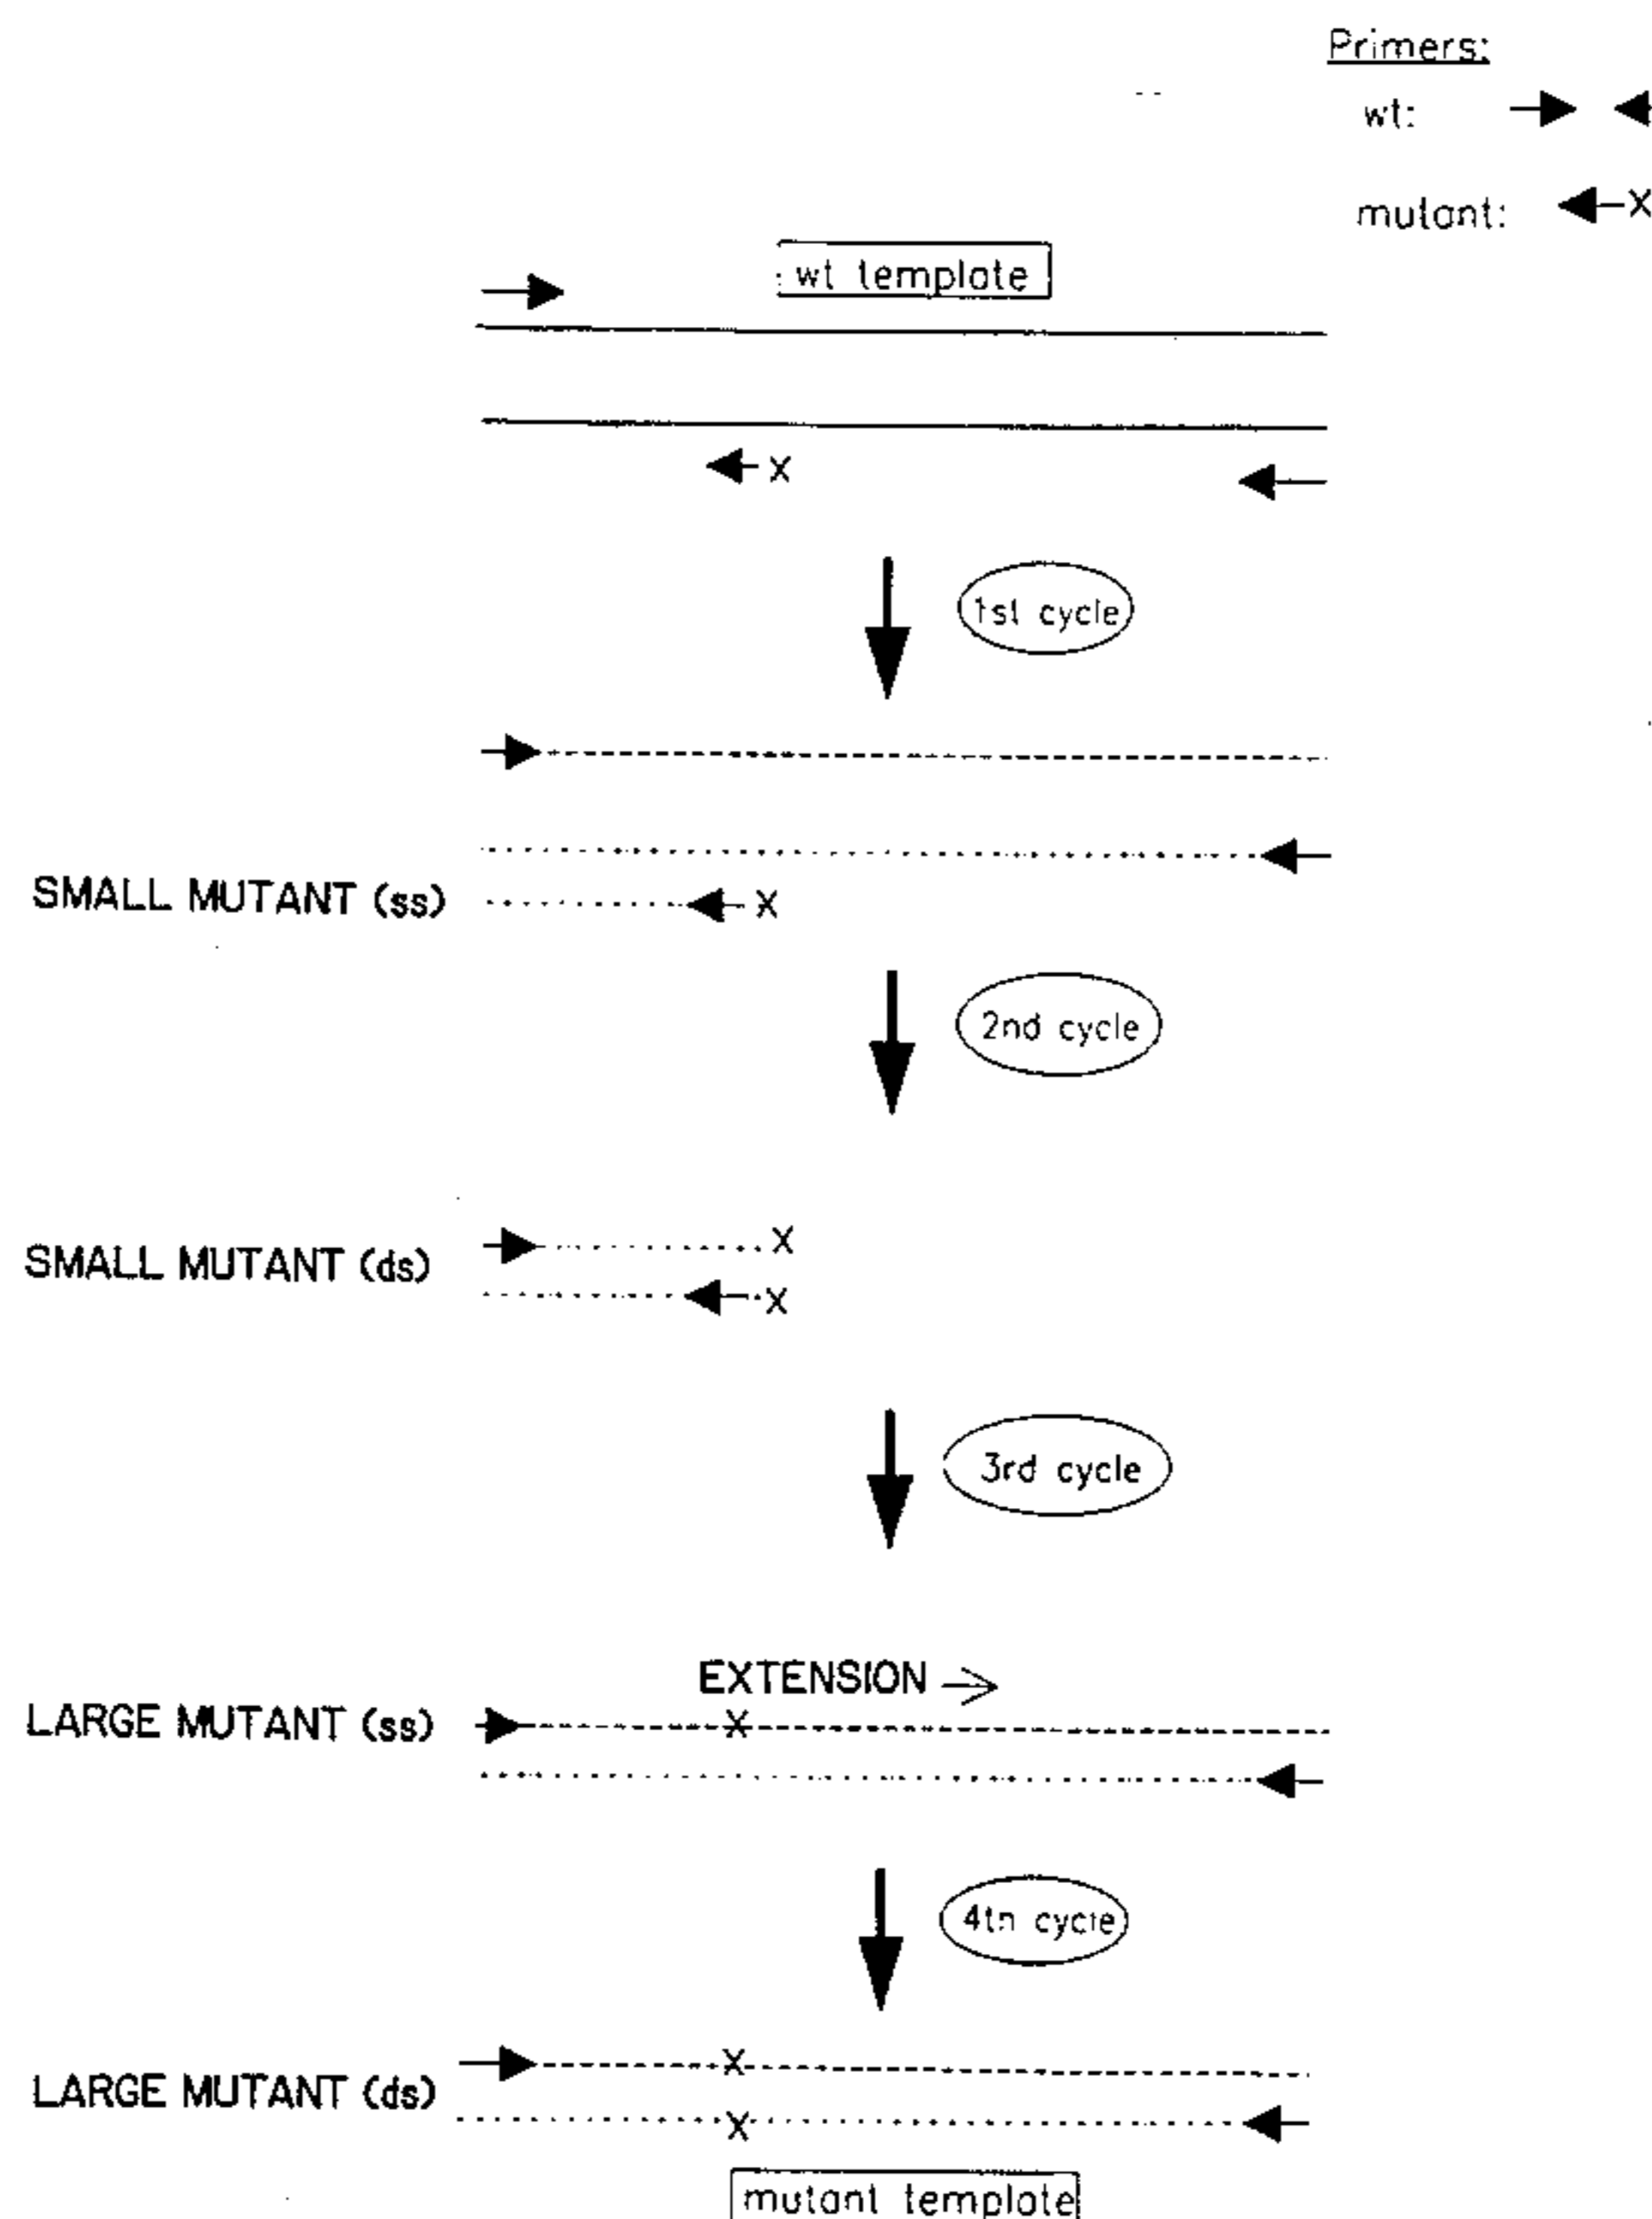 Primers:
wt:
mutant: X
wt template
X
1st cycle
SMALL MUTANT (ss) X
2nd cycle
X
SMALL MUTANT (ds)
X
3rd cycle
EXTENSION
LARGE MUTANT (ss) X
4th cycle
X
LARGE MUTANT (ds)
X
mutant template